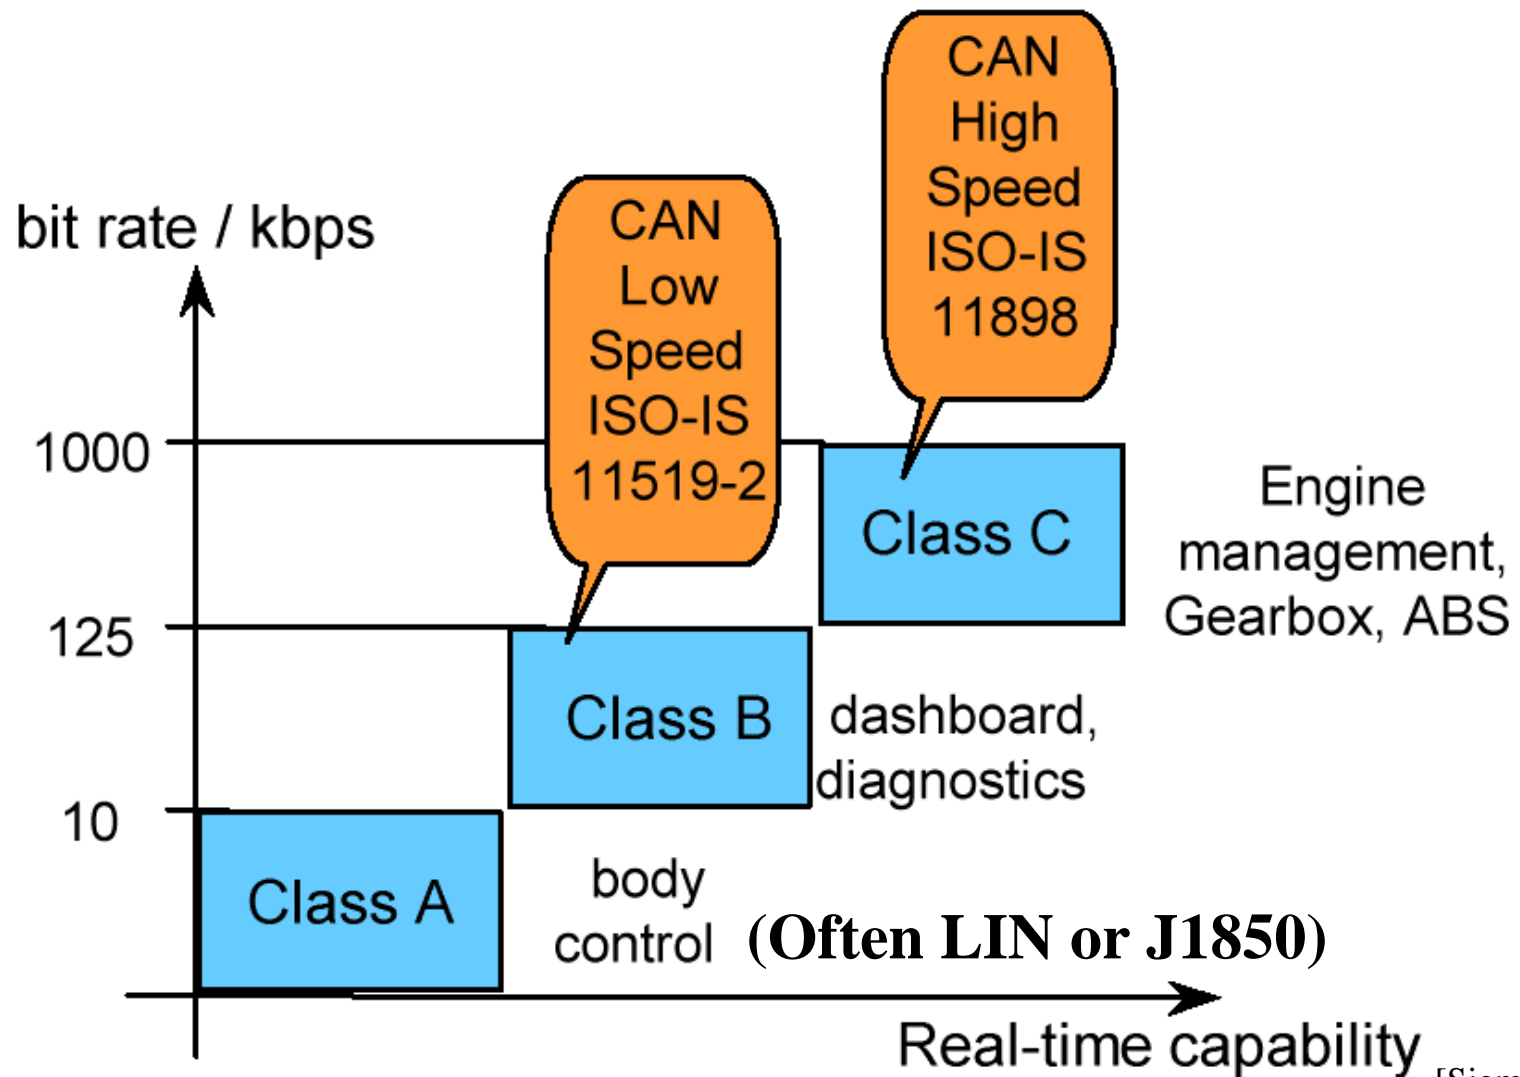 CAN
High
Speed
ISO-IS
11898
CAN
Low
Speed
ISO-IS
11519-2
bit rate / kbps
1000
Class C
Engine
management,
Gearbox, ABS
125
Class B
dashboard,
diagnostics
10
Class A
body
control (Often LIN or J1850)
Real-time capability